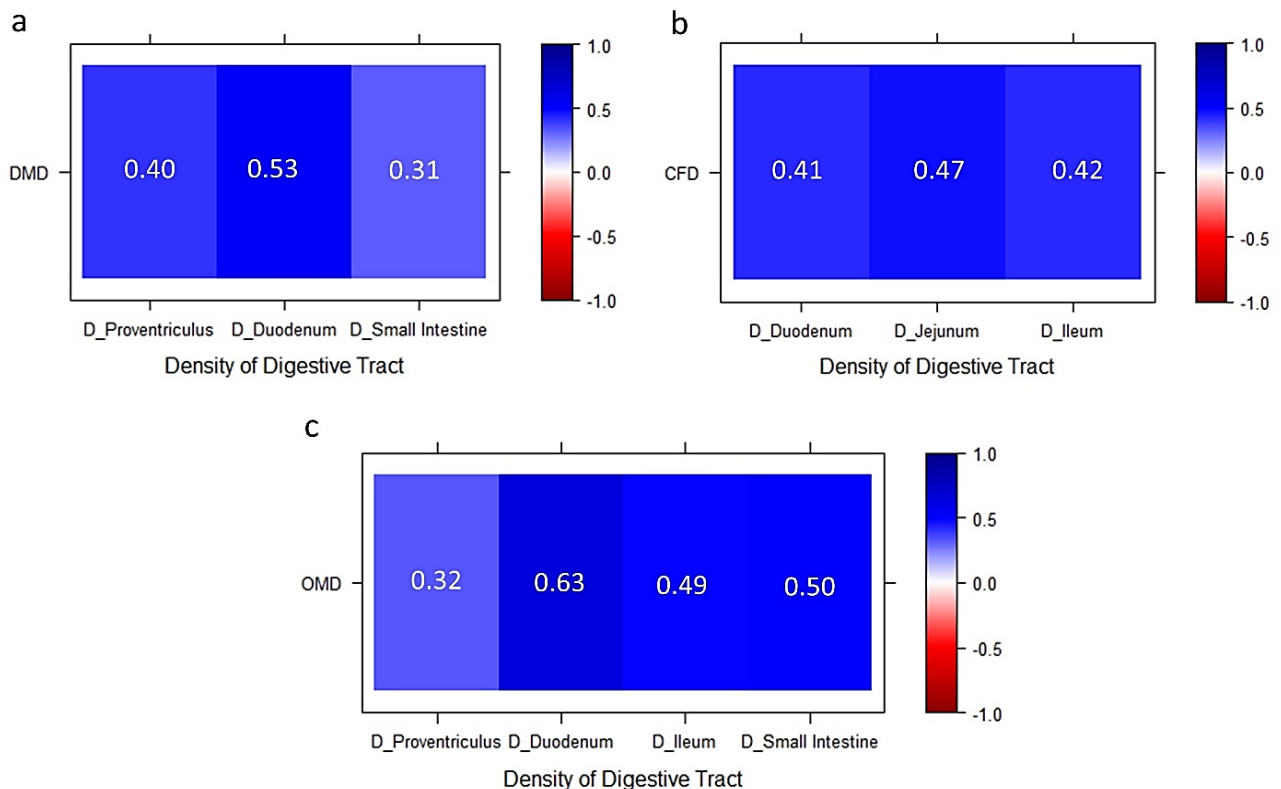 a
1.0
0.5
DMD
0.40
0.53
0.31
0.0
-0.5
-1.0
D_Proventriculus D_Duodenum D_Small Intestine
Density of Digestive Tract
b
1.0
0.5
CFD
0.41
0.47
0.42
0.0
-0.5
-1.0
D_Duodenum D_Jejunum D_Ileum
Density of Digestive Tract
c
1.0
0.5
OMD
0.32
0.63
0.49
0.50
0.0
-0.5
-1.0
D_Proventriculus D_Duodenum D_Ileum D_Small Intestine
Density of Digestive Tract